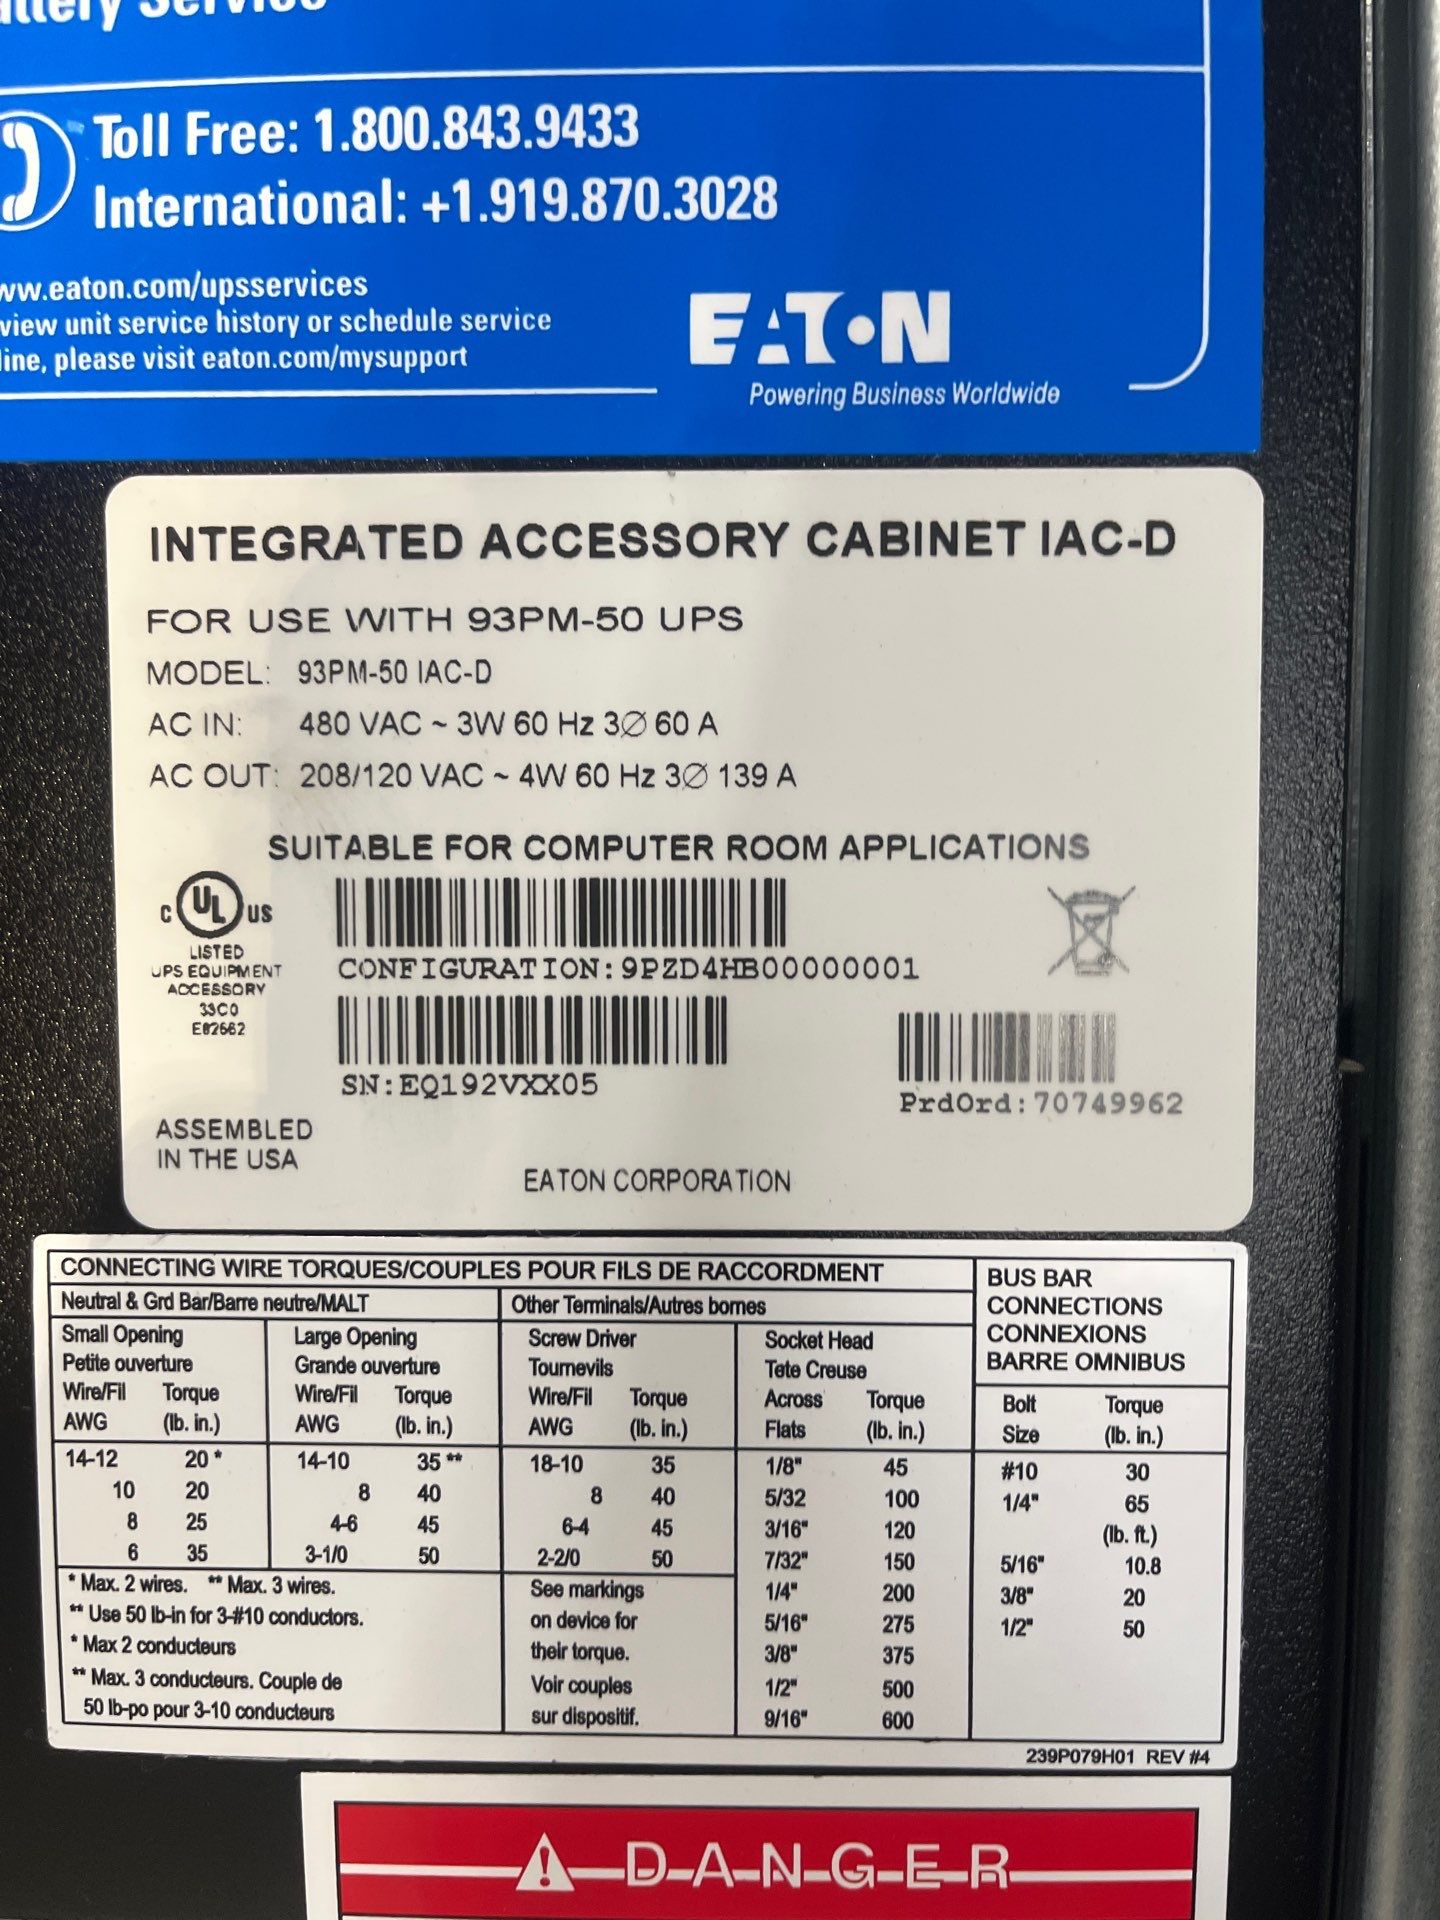 Toll Free: 1.800.843.9433
International: +1.919.870.3028
eaton.com/upsservices
view unit service history or schedule service
please visit eaton.com/mysupport
EATON
Powering Business Worldwide
INTEGRATED ACCESSORY CABINET IAC-D
FOR USE WITH 93PM-50 UPS
MODEL: 93PM-50 IAC-D
AC IN: 480 VAC ~ 3W 60 Hz 3Ø 60 A
AC OUT: 208/120 VAC ~ 4W 60 Hz 3Ø 139 A
SUITABLE FOR COMPUTER ROOM APPLICATIONS
C UL US
LISTED
UPS EQUIPMENT
ACCESSORY
33C0
E82662
CONFIGURATION:9PZD4HB00000001
SN:EQ192VXX05
PrdOrd:70749962
ASSEMBLED
IN THE USA
EATON CORPORATION
CONNECTING WIRE TORQUES/COUPLES POUR FILS DE RACCORDMENT
Neutral & Grd Bar/Barre neutre/MALT
Small Opening
Petite ouverture
Wire/Fil Torque
AWG (lb. in.)
14-12 20 *
10 20
8 25
6 35
Large Opening
Grande ouverture
Wire/Fil Torque
AWG (lb. in.)
14-10 35 **
8 40
4-6 45
3-1/0 50
* Max. 2 wires. ** Max. 3 wires.
** Use 50 lb-in for 3-#10 conductors.
* Max 2 conducteurs
** Max. 3 conducteurs. Couple de
50 lb-po pour 3-10 conducteurs
Other Terminals/Autres bornes
Screw Driver
Tournevils
Wire/Fil Torque
AWG (lb. in.)
18-10 35
8 40
6-4 45
2-2/0 50
See markings
on device for
their torque.
Voir couples
sur dispositif.
Socket Head
Tete Creuse
Across Torque
Flats (lb. in.)
1/8" 45
5/32 100
3/16" 120
7/32" 150
1/4" 200
5/16" 275
3/8" 375
1/2" 500
9/16" 600
BUS BAR
CONNECTIONS
CONNEXIONS
BARRE OMNIBUS
Bolt Torque
Size (lb. in.)
#10 30
1/4" 65
(lb. ft.)
5/16" 10.8
3/8" 20
1/2" 50
239P079H01 REV #4
DANGER